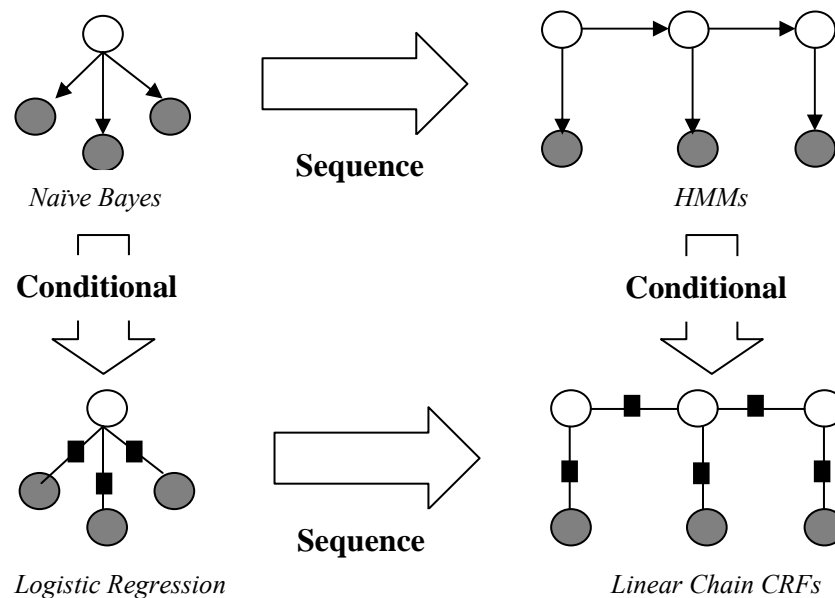 Sequence
Naïve Bayes
HMMs
Conditional
Conditional
Sequence
Logistic Regression
Linear Chain CRFs